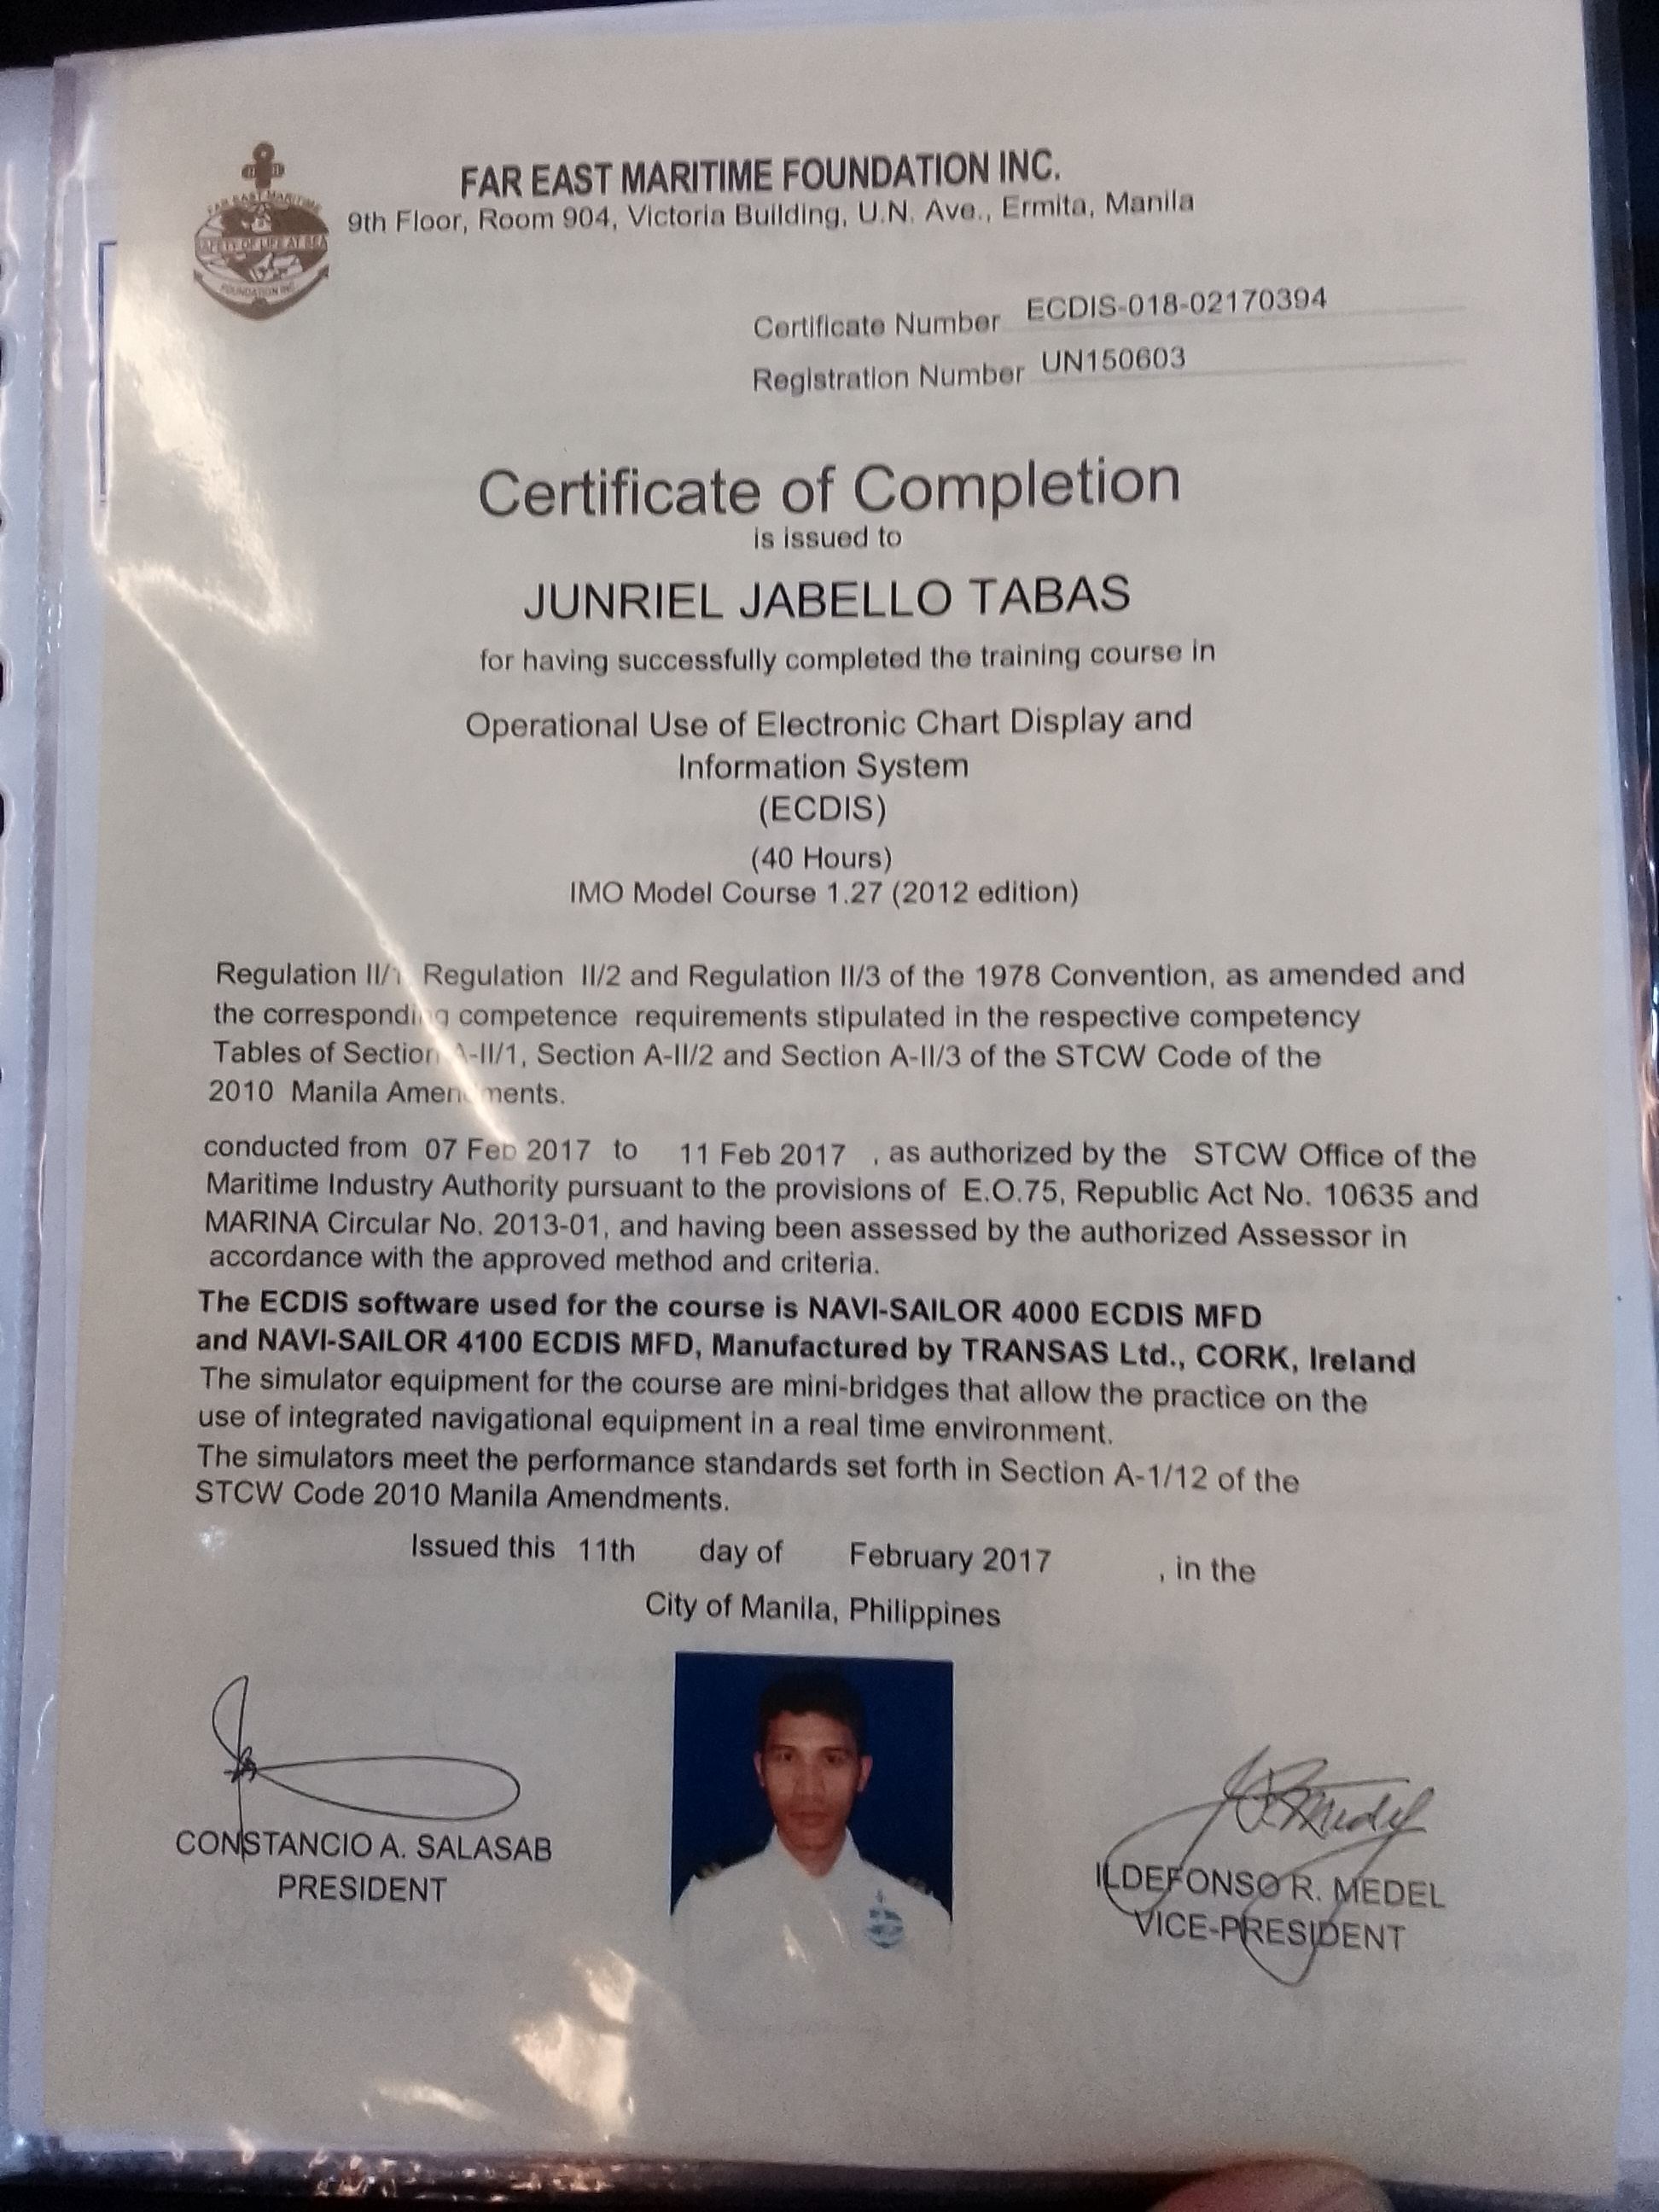 FAR EAST MARITIME
SAFETY OF LIFE AT SEA
FOUNDATION INC.
FAR EAST MARITIME FOUNDATION INC.
9th Floor, Room 904, Victoria Building, U.N. Ave., Ermita, Manila
Certificate Number ECDIS-018-02170394
Registration Number UN150603
Certificate of Completion
is issued to
JUNRIEL JABELLO TABAS
for having successfully completed the training course in
Operational Use of Electronic Chart Display and
Information System
(ECDIS)
(40 Hours)
IMO Model Course 1.27 (2012 edition)
Regulation II/1 Regulation II/2 and Regulation II/3 of the 1978 Convention, as amended and
the corresponding competence requirements stipulated in the respective competency
Tables of Section A-II/1, Section A-II/2 and Section A-II/3 of the STCW Code of the
2010 Manila Amendments.
conducted from 07 Feb 2017 to 11 Feb 2017 , as authorized by the STCW Office of the
Maritime Industry Authority pursuant to the provisions of E.O.75, Republic Act No. 10635 and
MARINA Circular No. 2013-01, and having been assessed by the authorized Assessor in
accordance with the approved method and criteria.
The ECDIS software used for the course is NAVI-SAILOR 4000 ECDIS MFD
and NAVI-SAILOR 4100 ECDIS MFD, Manufactured by TRANSAS Ltd., CORK, Ireland
The simulator equipment for the course are mini-bridges that allow the practice on the
use of integrated navigational equipment in a real time environment.
The simulators meet the performance standards set forth in Section A-1/12 of the
STCW Code 2010 Manila Amendments.
Issued this 11th day of February 2017 , in the
City of Manila, Philippines
CONSTANCIO A. SALASAB
PRESIDENT
ILDEFONSO R. MEDEL
VICE-PRESIDENT